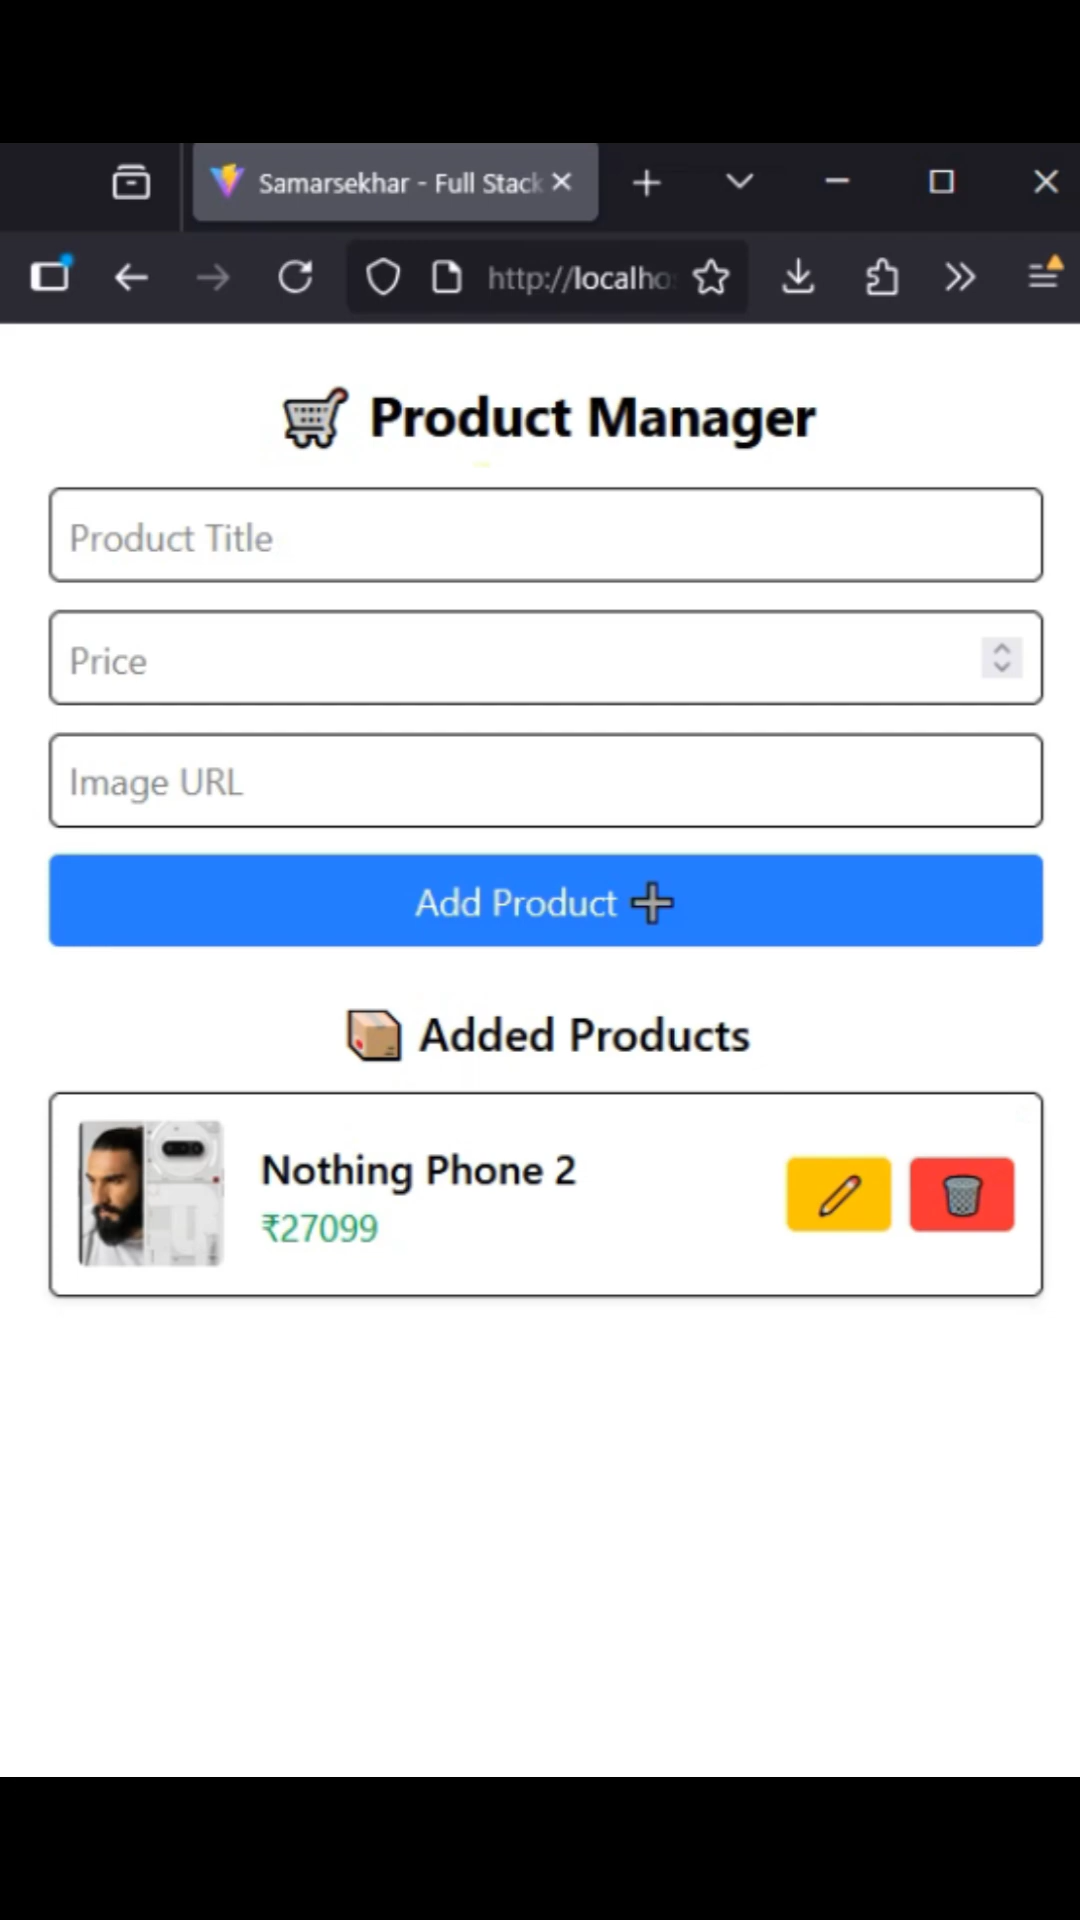 Samarsekhar - Full Stack
http://localho
🛒 Product Manager
Product Title
Price
Image URL
Add Product ➕
📦 Added Products
Nothing Phone 2
₹27099